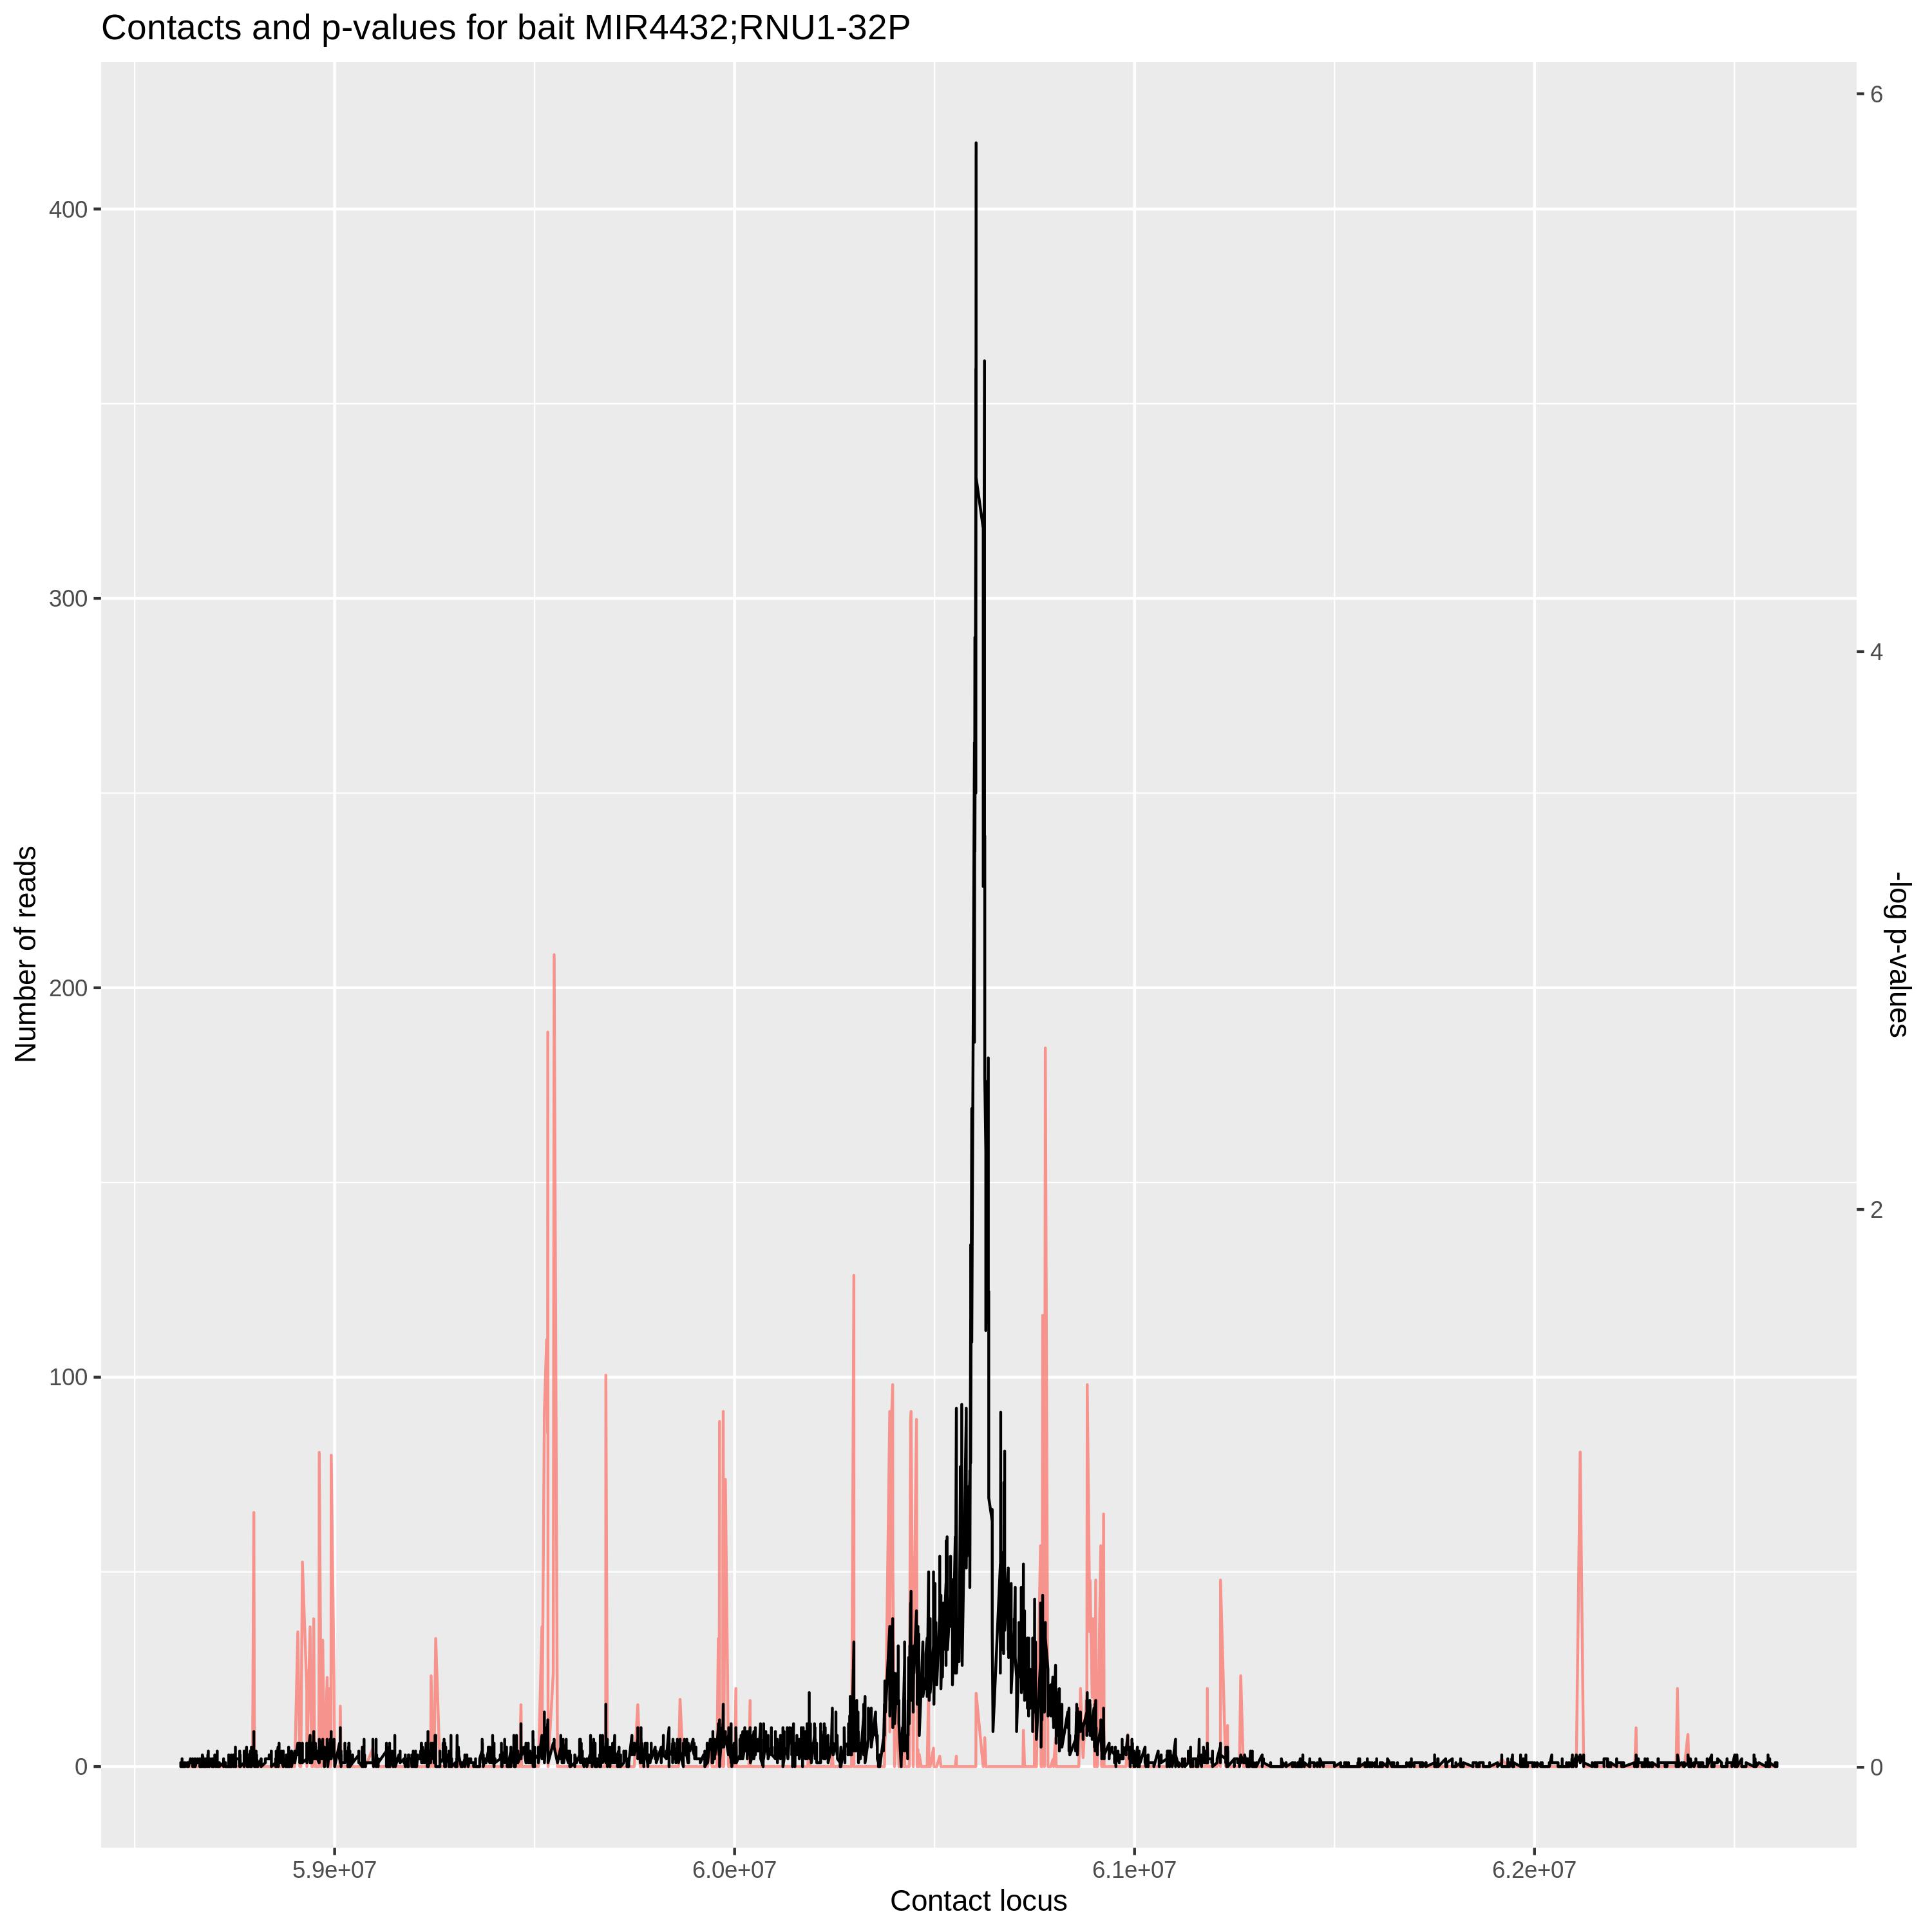 Contacts and p-values for bait MIR4432;RNU1-32P
6
400
4
300
200
2
100
0
0
Number of reads
-log p-values
5.9e+07
6.0e+07
6.1e+07
6.2e+07
Contact locus